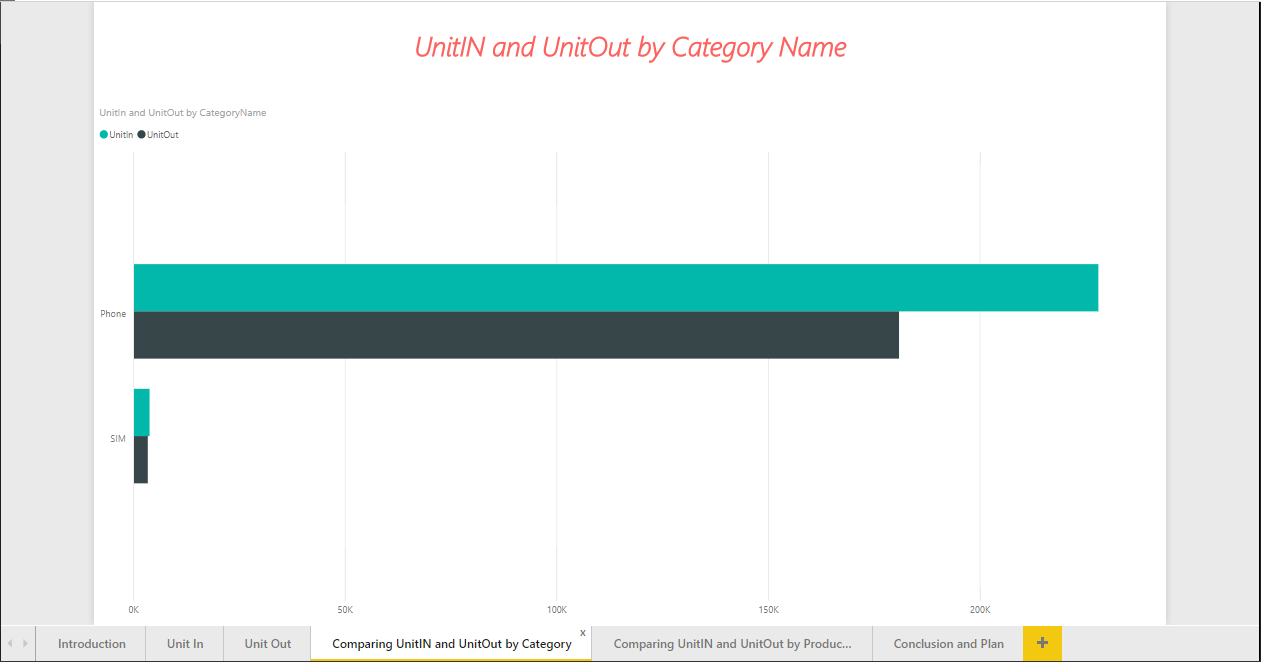 UnitIN and UnitOut by Category Name
UnitIn and UnitOut by CategoryName
UnitIn UnitOut
Phone
SIM
0K 50K 100K 150K 200K
x
Introduction Unit In Unit Out Comparing UnitIN and UnitOut by Category Comparing UnitIN and UnitOut by Produc... Conclusion and Plan +